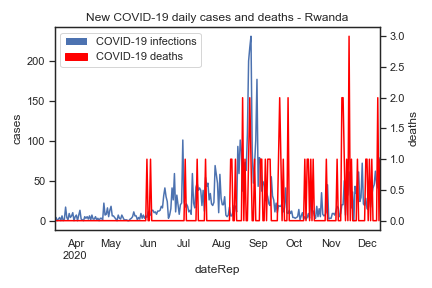 New COVID-19 daily cases and deaths - Rwanda
COVID-19 infections
COVID-19 deaths
200
150
100
50
0
cases
3.0
2.5
2.0
1.5
1.0
0.5
0.0
deaths
Apr May Jun Jul Aug Sep Oct Nov Dec
2020
dateRep